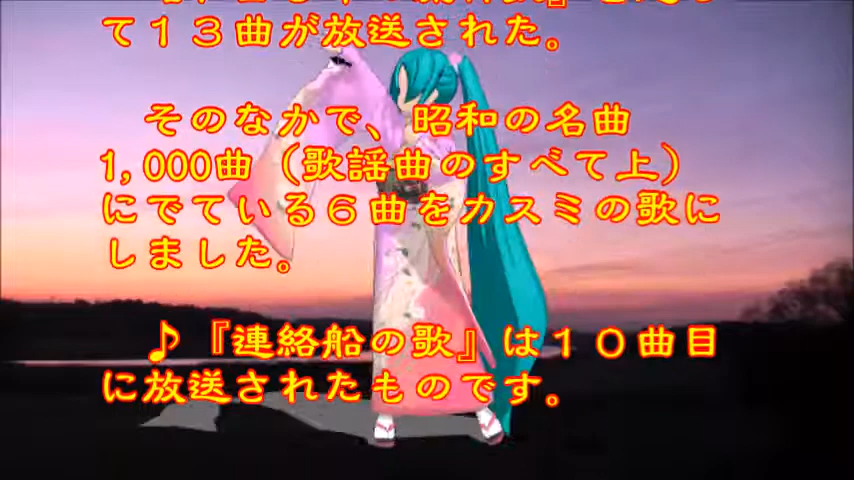 て１３曲が放送された。
そのなかで、昭和の名曲
1,000曲（歌謡曲のすべて上）
にでている６曲をカスミの歌に
しました。
♪『連絡船の歌』は１０曲目
に放送されたものです。